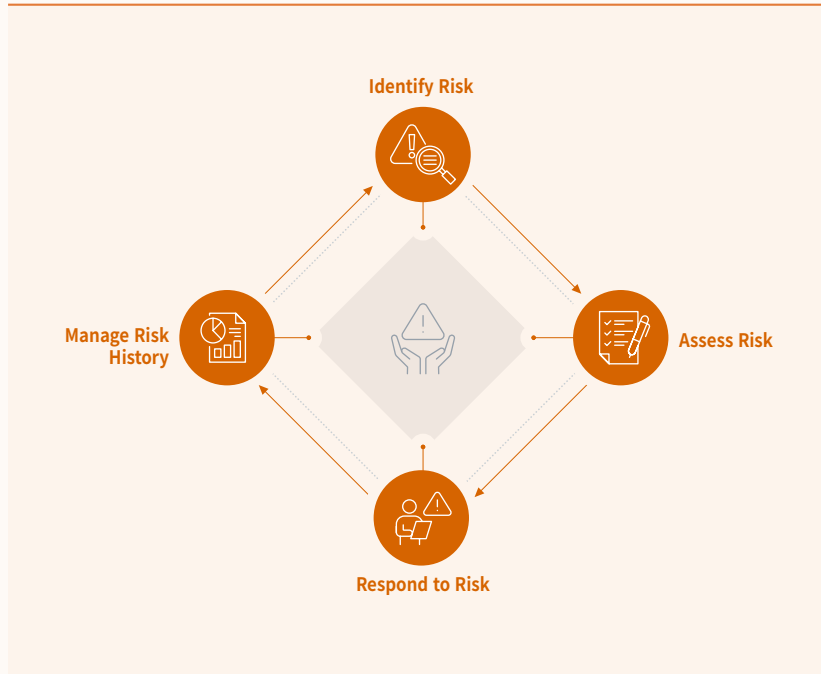 Identify Risk
Manage Risk
History
Assess Risk
Respond to Risk